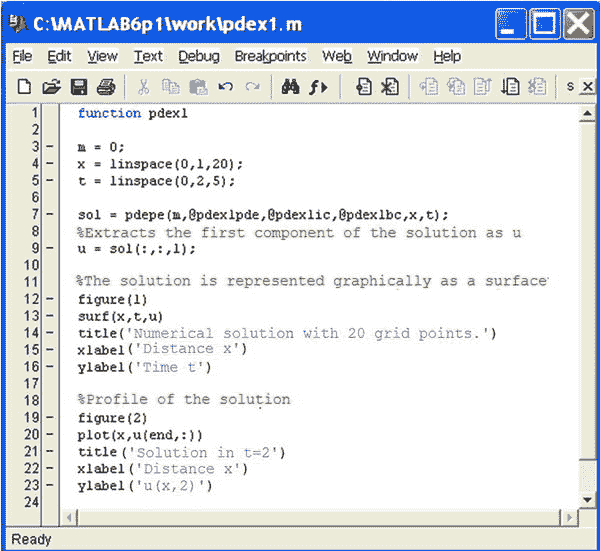 C:\MATLAB6p1\work\pdex1.m
File Edit View Text Debug Breakpoints Web Window Help
s
1 function pdex1
2
3 - m = 0;
4 - x = linspace(0,1,20);
5 - t = linspace(0,2,5);
6
7 - sol = pdepe(m,@pdex1pde,@pdex1ic,@pdex1bc,x,t);
8 %Extracts the first component of the solution as u
9 - u = sol(:,:,1);
10
11 %The solution is represented graphically as a surface
12 - figure(1)
13 - surf(x,t,u)
14 - title('Numerical solution with 20 grid points.')
15 - xlabel('Distance x')
16 - ylabel('Time t')
17
18 %Profile of the solution
19 - figure(2)
20 - plot(x,u(end,:))
21 - title('Solution in t=2')
22 - xlabel('Distance x')
23 - ylabel('u(x,2)')
24
Ready